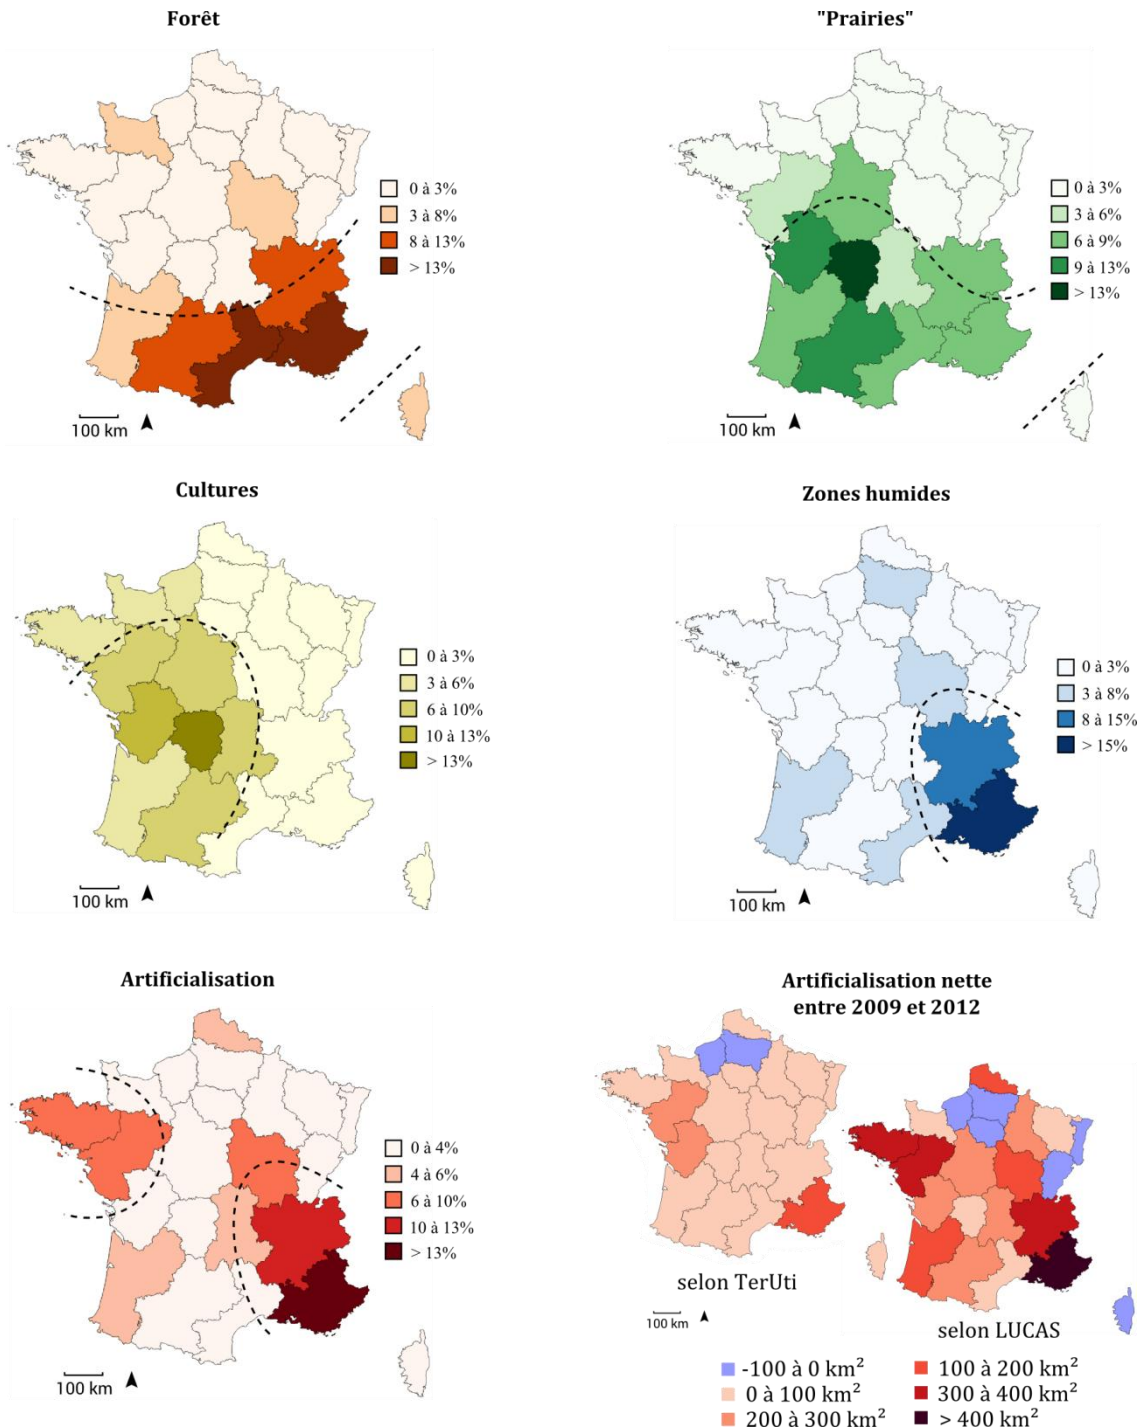 Forêt
0 à 3%
3 à 8%
8 à 13%
> 13%
100 km
"Prairies"
0 à 3%
3 à 6%
6 à 9%
9 à 13%
> 13%
100 km
Cultures
0 à 3%
3 à 6%
6 à 10%
10 à 13%
> 13%
100 km
Zones humides
0 à 3%
3 à 8%
8 à 15%
> 15%
100 km
Artificialisation
0 à 4%
4 à 6%
6 à 10%
10 à 13%
> 13%
100 km
Artificialisation nette
entre 2009 et 2012
selon TerUti
100 km
selon LUCAS
-100 à 0 km²
0 à 100 km²
200 à 300 km²
100 à 200 km²
300 à 400 km²
> 400 km²